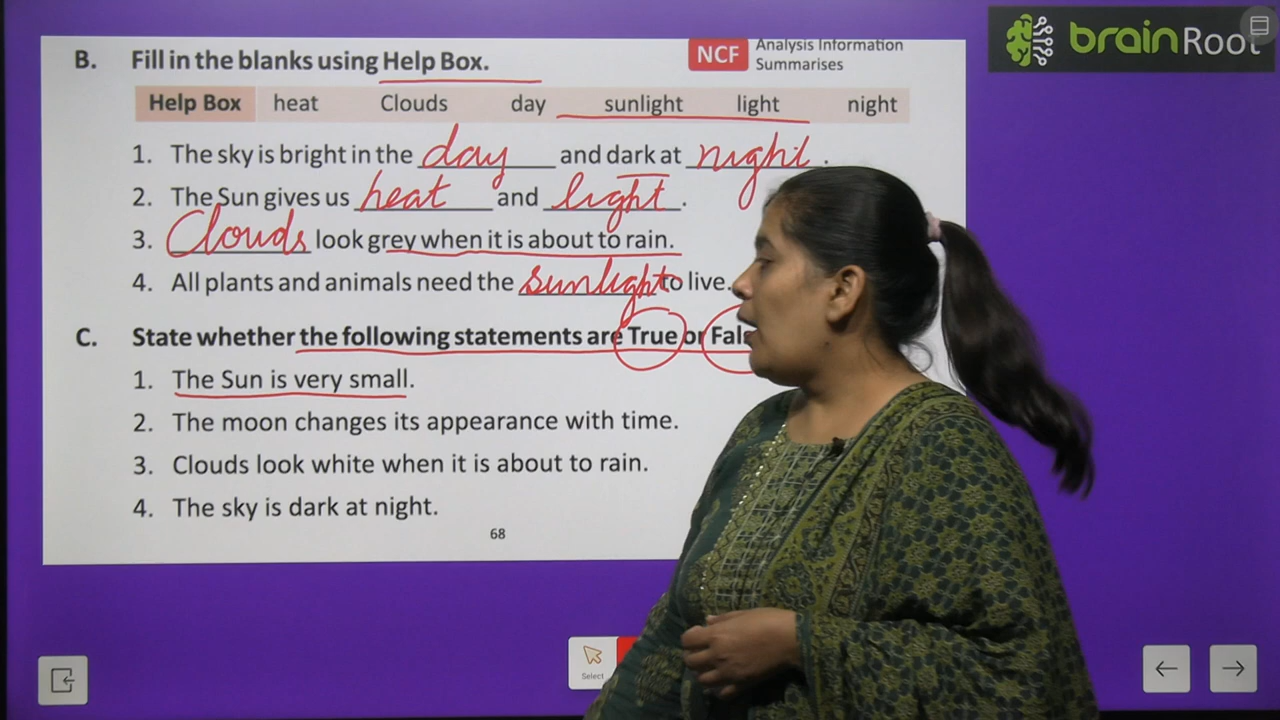 brainRoot
B. Fill in the blanks using Help Box.
NCF Analysis Information
Summarises
Help Box heat Clouds day sunlight light night
1. The sky is bright in the day and dark at night.
2. The Sun gives us heat and light.
3. Clouds look grey when it is about to rain.
4. All plants and animals need the sunlight to live.
C. State whether the following statements are True or Fals
1. The Sun is very small.
2. The moon changes its appearance with time.
3. Clouds look white when it is about to rain.
4. The sky is dark at night.
68
Select